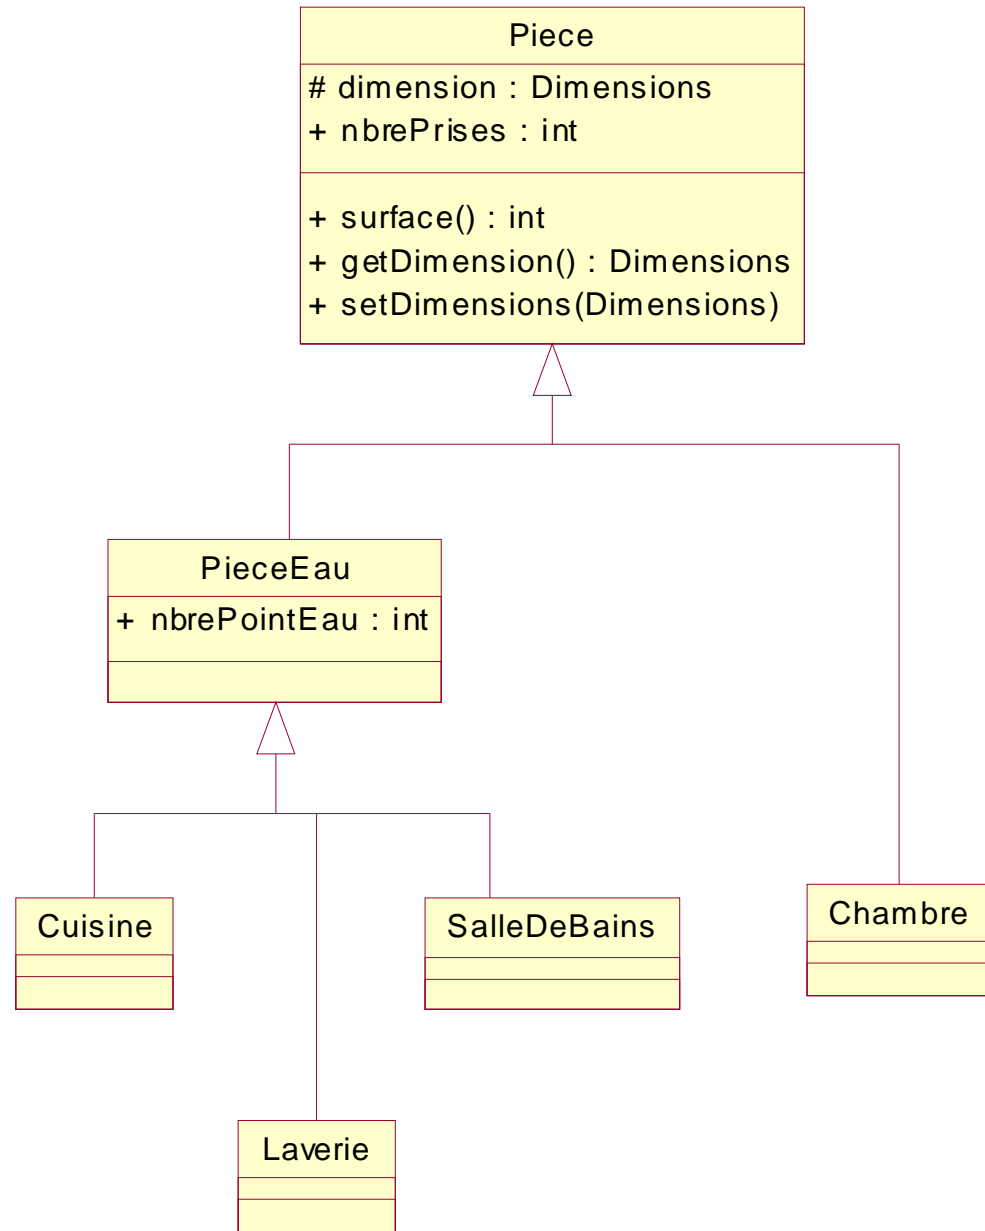 Piece
# dimension : Dimensions
+ nbrePrises : int
+ surface() : int
+ getDimension() : Dimensions
+ setDimensions(Dimensions)
PieceEau
+ nbrePointEau : int
Cuisine
SalleDeBains
Chambre
Laverie